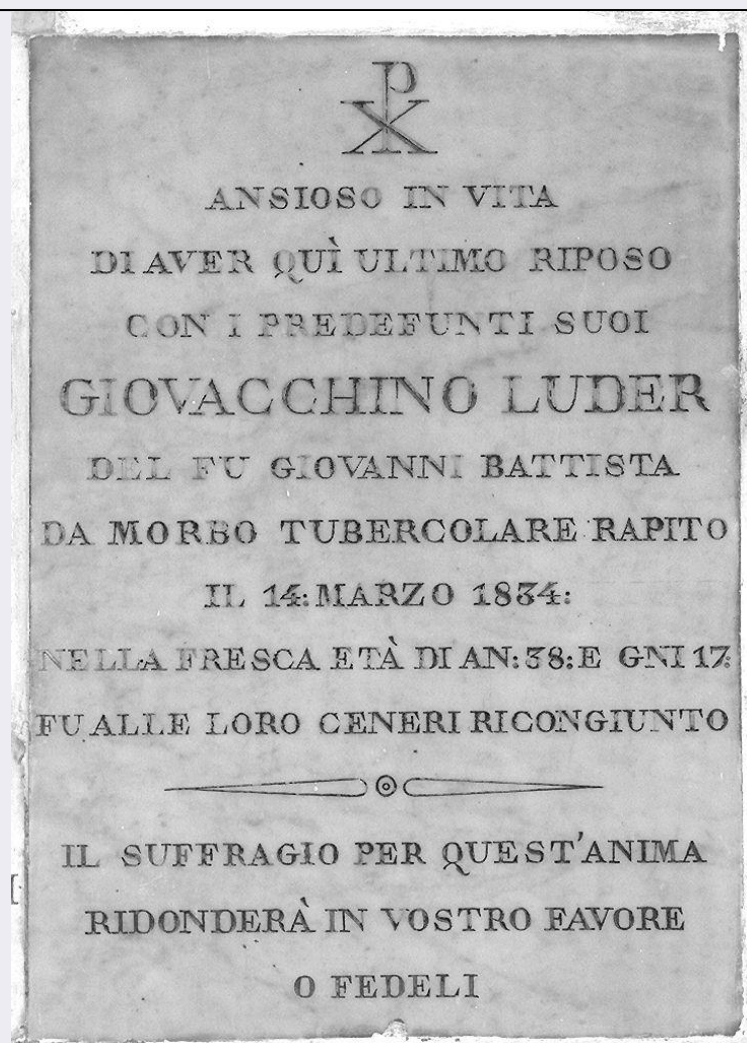 ANSIOSO IN VITA
DI AVER QUÌ ULTIMO RIPOSO
CON I PREDEFUNTI SUOI
GIOVACCHINO LUDER
DEL FU GIOVANNI BATTISTA
DA MORBO TUBERCOLARE RAPITO
IL 14: MARZO 1834:
NELLA FRESCA ETÀ DI AN: 38: E GNI 17:
FU ALLE LORO CENERI RICONGIUNTO
IL SUFFRAGIO PER QUEST'ANIMA
RIDONDERÀ IN VOSTRO FAVORE
O FEDELI